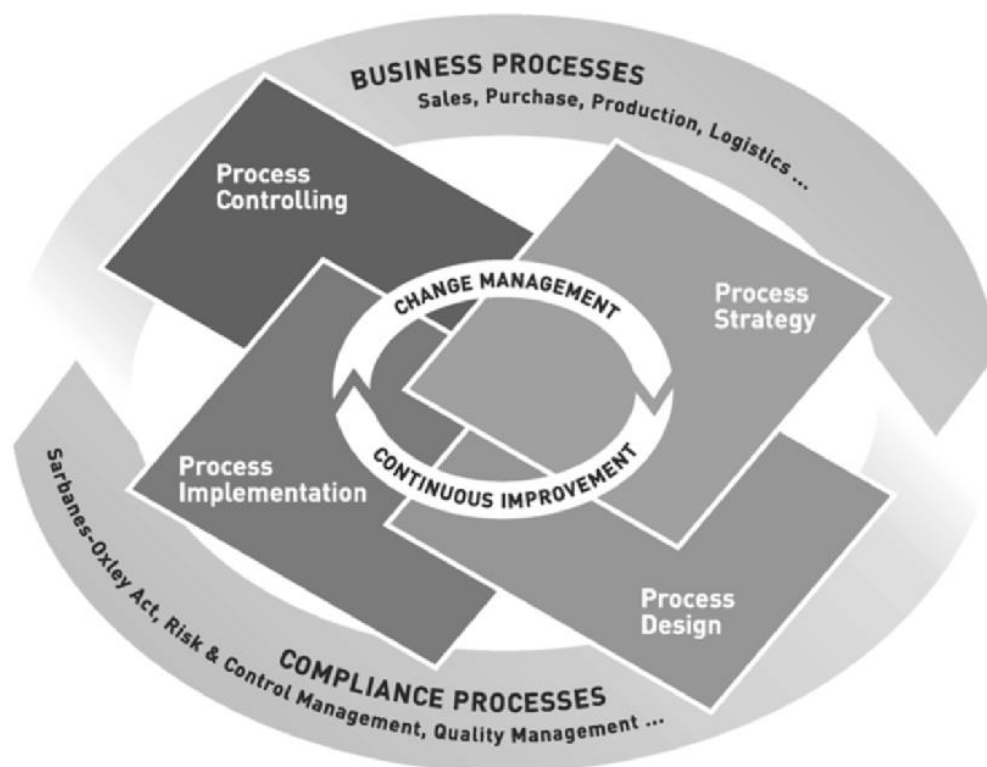 BUSINESS PROCESSES
Sales, Purchase, Production, Logistics ...
Process
Controlling
CHANGE MANAGEMENT
Process
Strategy
Process
Implementation
CONTINUOUS IMPROVEMENT
Process
Design
COMPLIANCE PROCESSES
Sarbanes-Oxley Act, Risk & Control Management, Quality Management ...